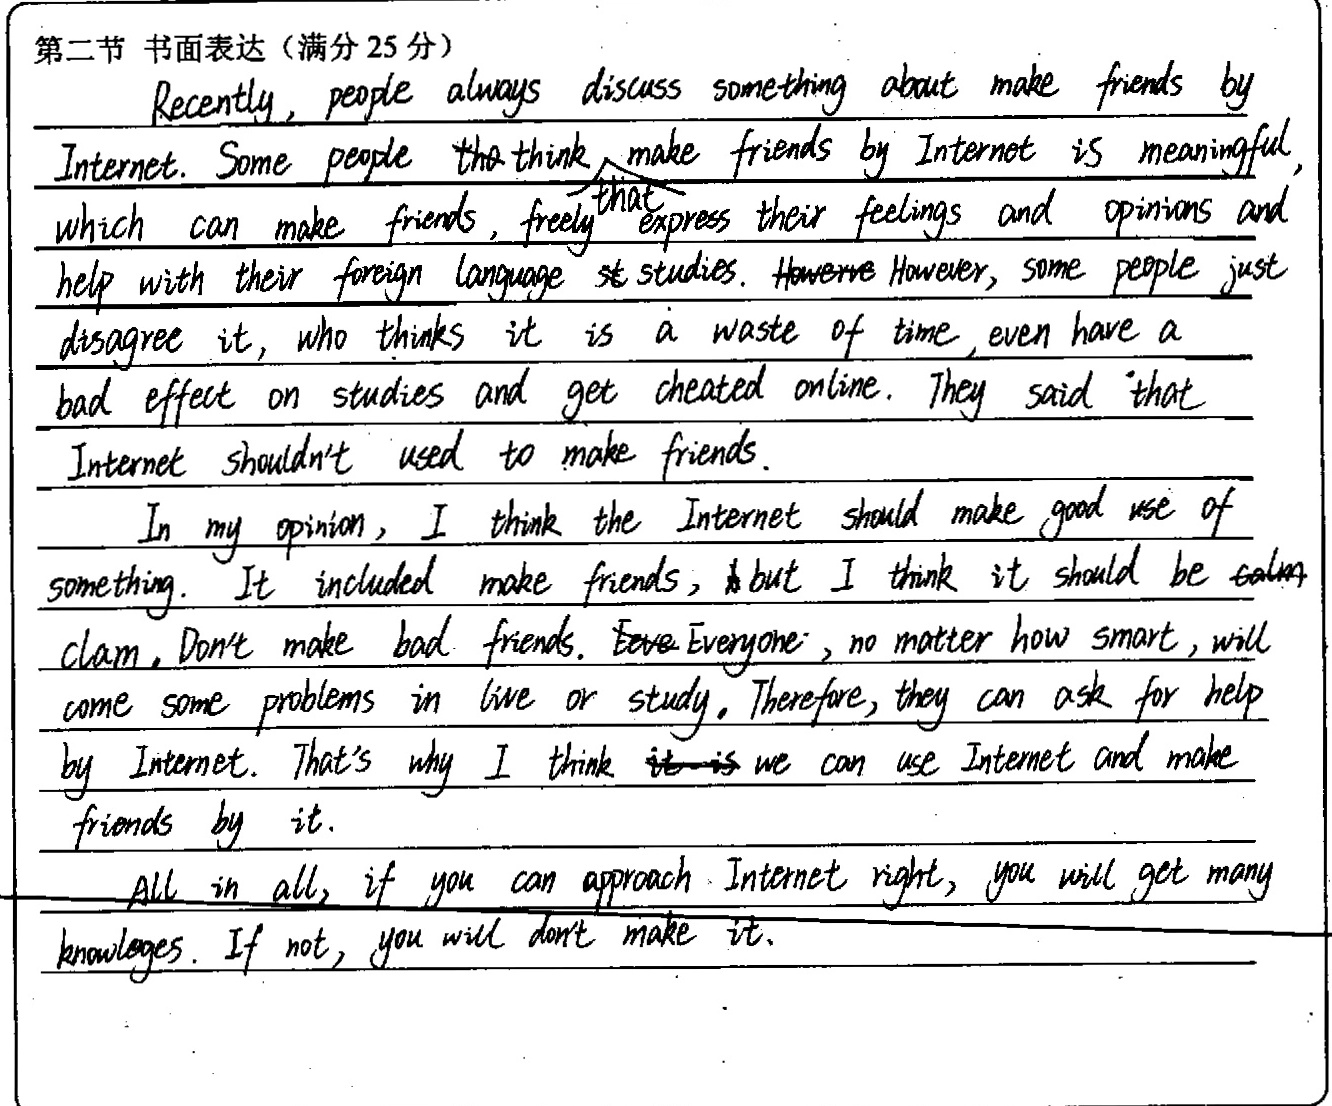 第二节 书面表达（满分 25 分）
Recently, people always discuss something about make friends by
Internet. Some people tho think that make friends by Internet is meaningful,
which can make friends, freely express their feelings and opinions and
help with their foreign language st studies. Howerve However, some people just
disagree it, who thinks it is a waste of time, even have a
bad effect on studies and get cheated online. They said that
Internet shouldn't used to make friends.
In my opinion, I think the Internet should make good use of
something. It included make friends, but I think it should be calm
clam. Don't make bad friends. Eeve Everyone, no matter how smart, will
come some problems in live or study. Therefore, they can ask for help
by Internet. That's why I think it is we can use Internet and make
friends by it.
All in all, if you can approach Internet right, you will get many
knowleges. If not, you will don't make it.